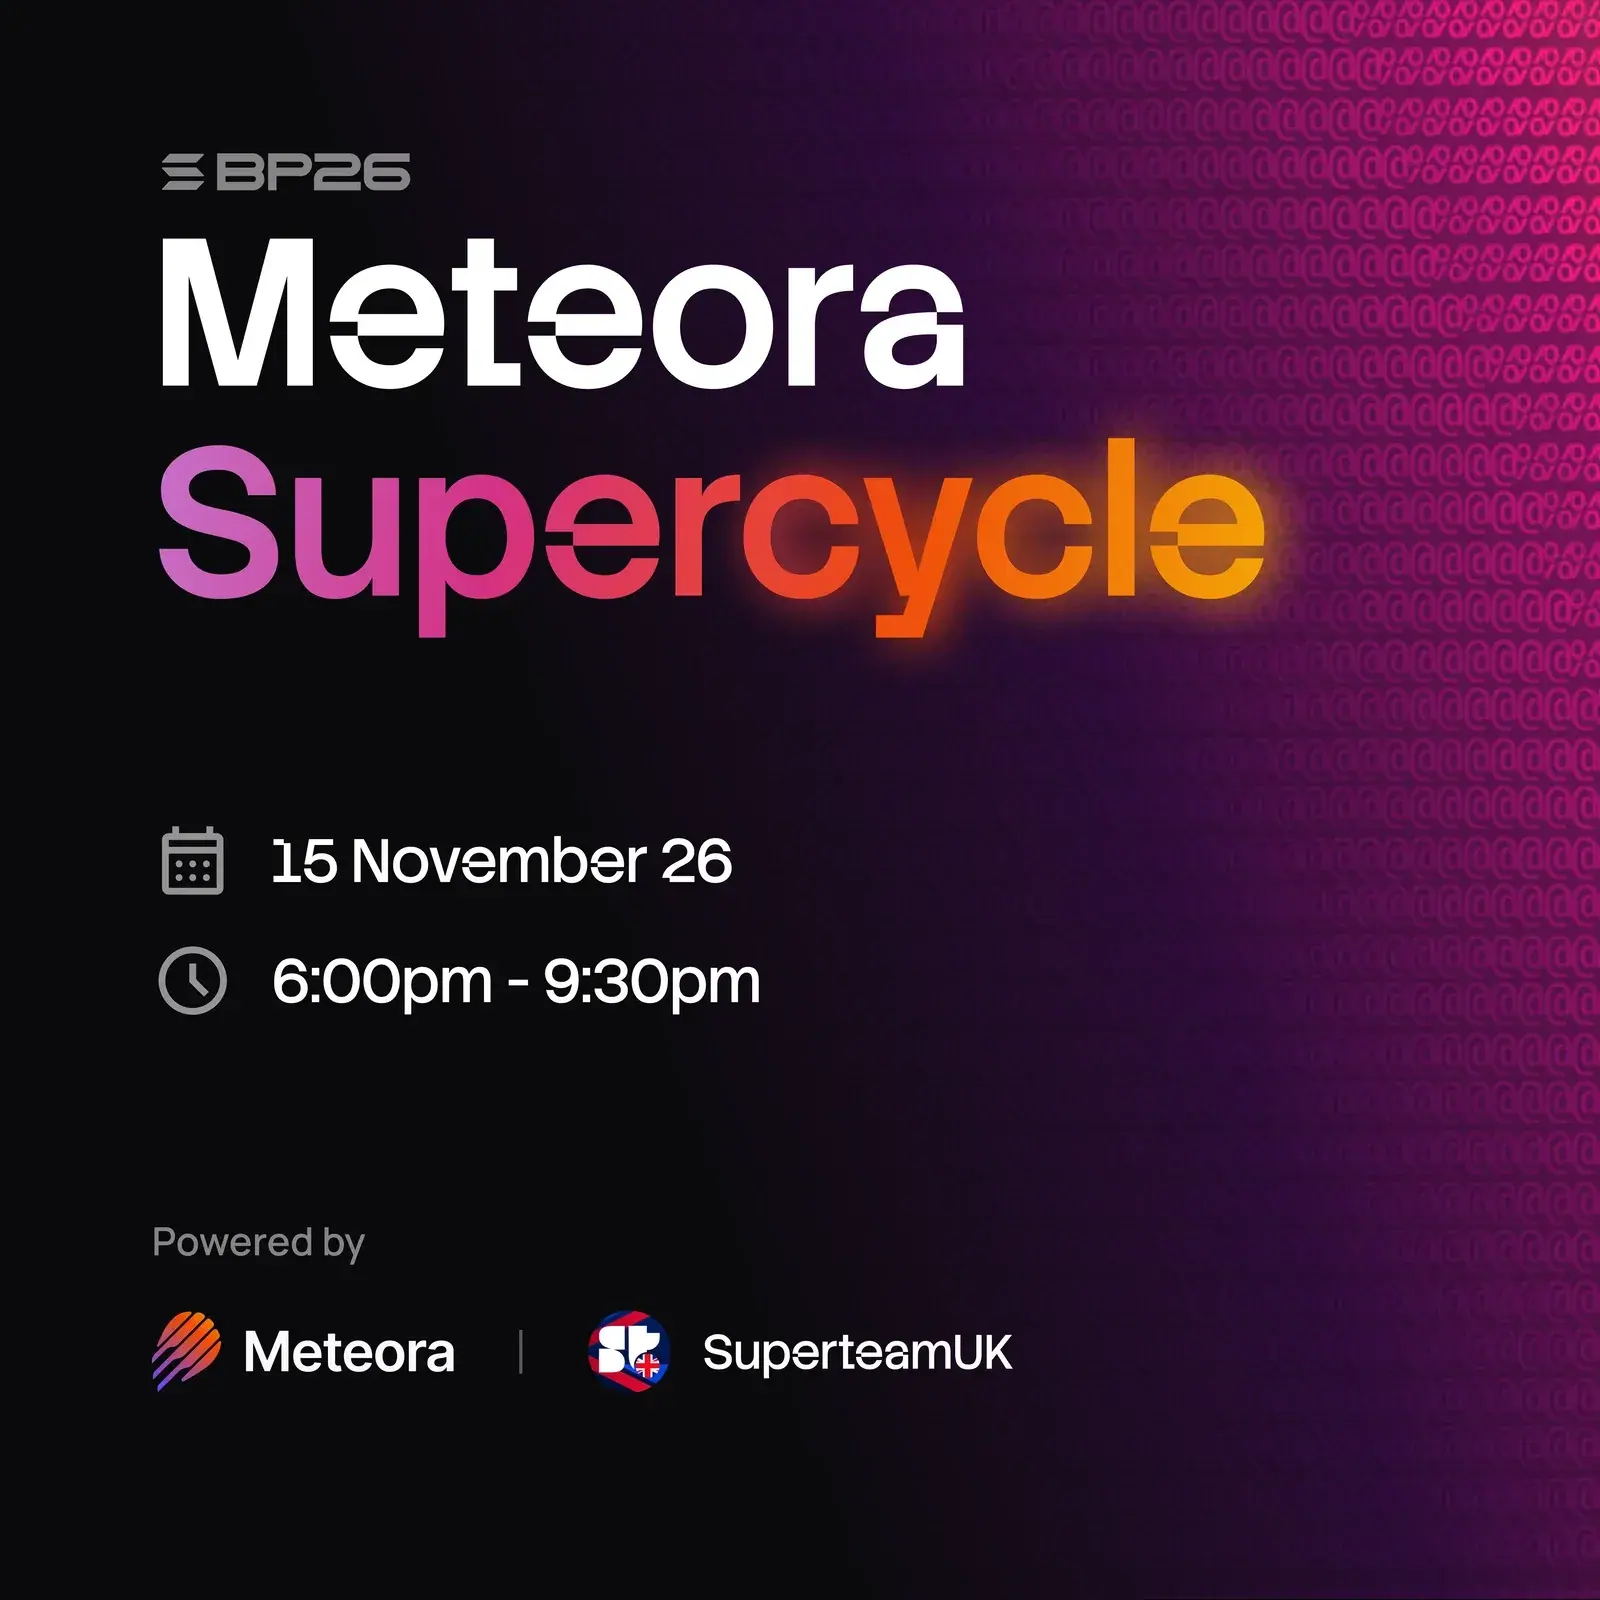 BP26
Meteora
Supercycle
15 November 26
6:00pm - 9:30pm
Powered by
Meteora | SuperteamUK